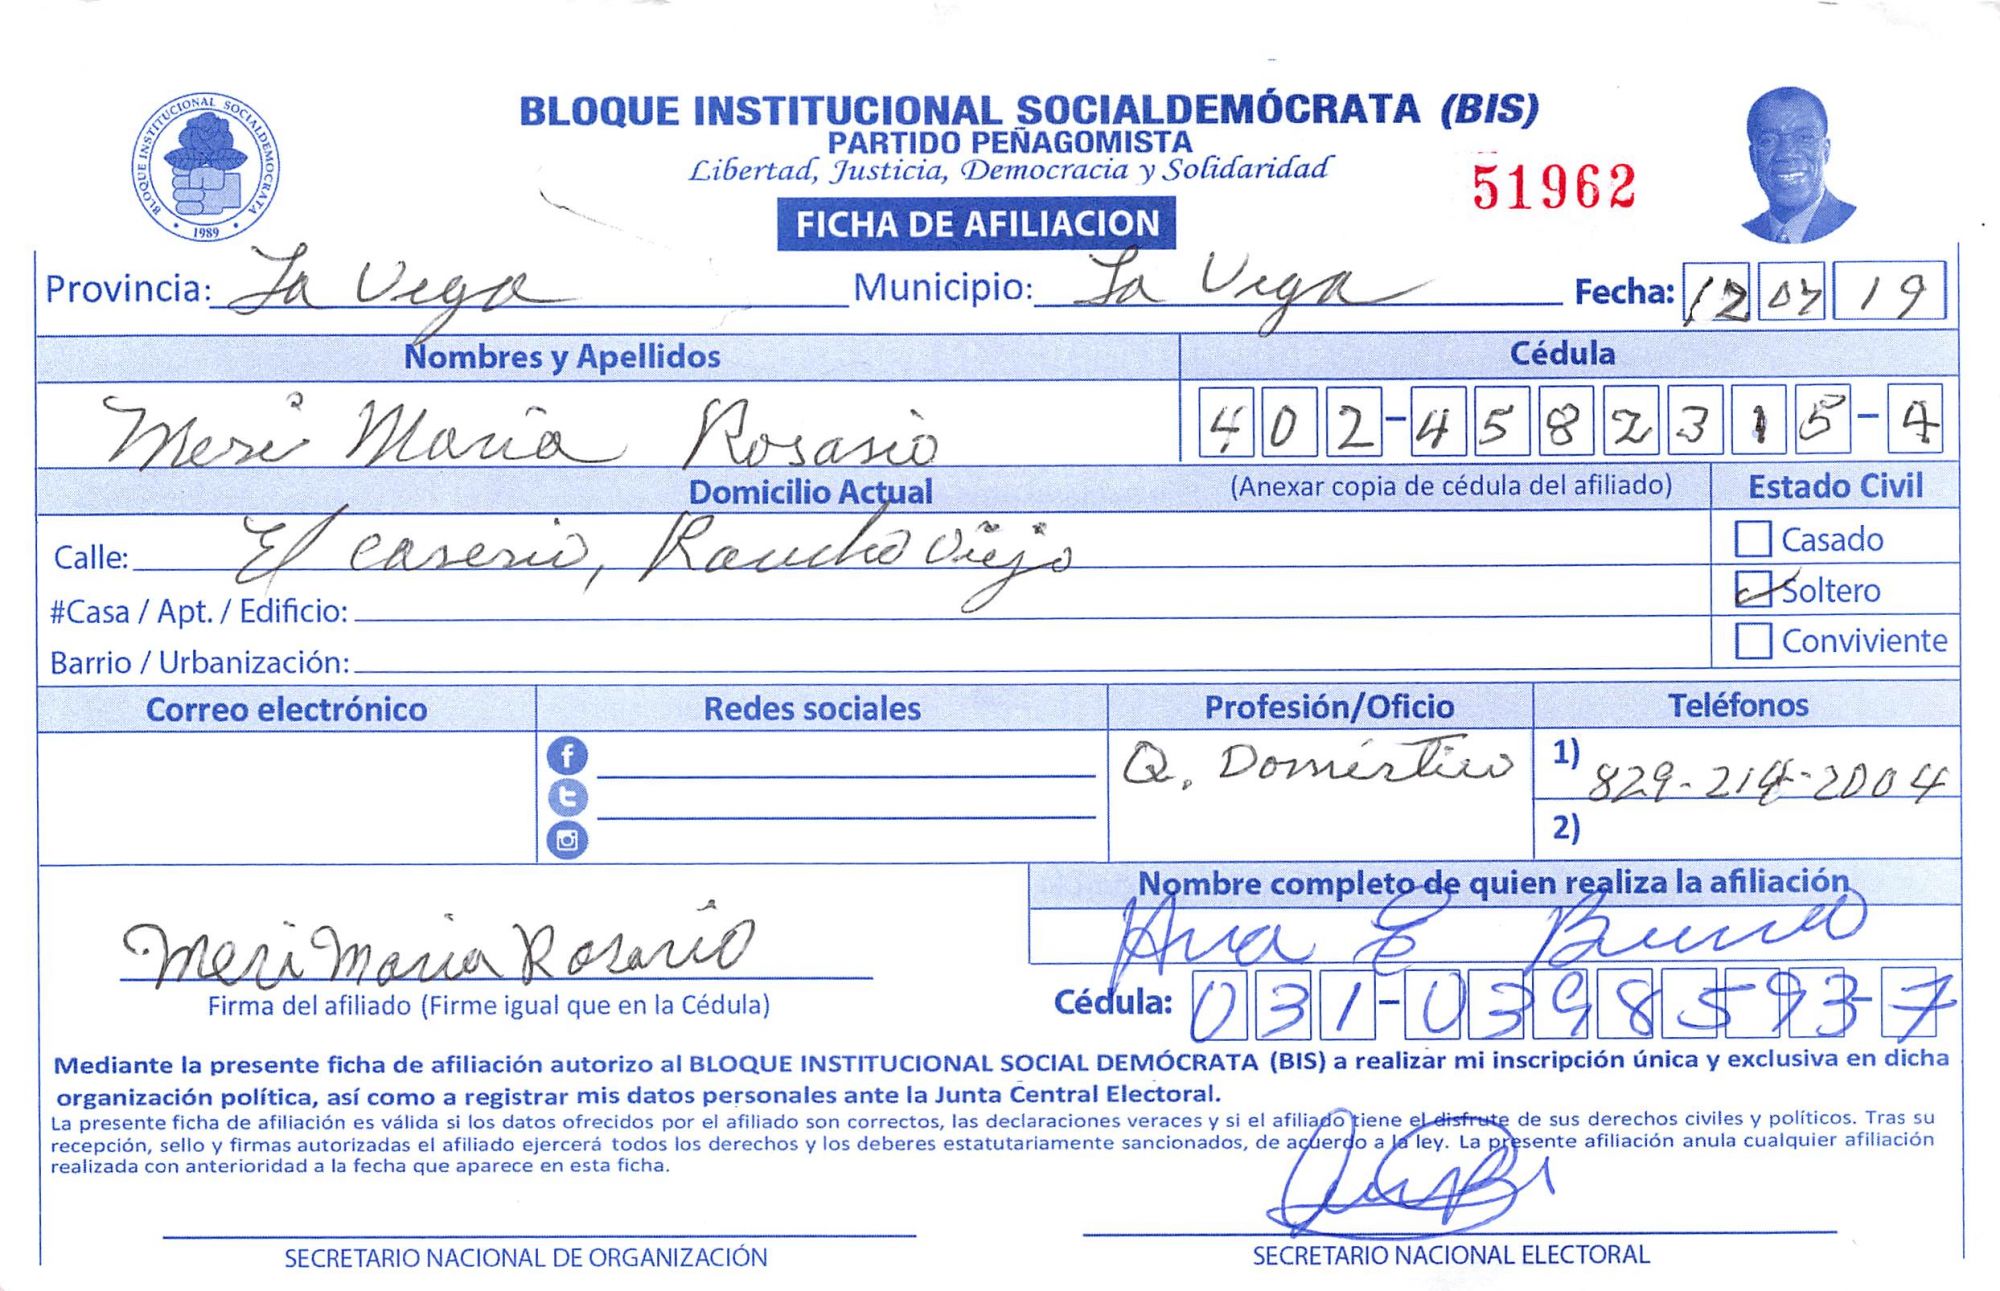 BLOQUE INSTITUCIONAL SOCIALDEMOCRATA
1989
BLOQUE INSTITUCIONAL SOCIALDEMÓCRATA (BIS)
PARTIDO PEÑAGOMISTA
Libertad, Justicia, Democracia y Solidaridad
51962
FICHA DE AFILIACION
Provincia: La Vega Municipio: La Vega Fecha: 12 07 19
Nombres y Apellidos Cédula
Meri Maria Rosario 402-4582315-4
Domicilio Actual (Anexar copia de cédula del afiliado) Estado Civil
Calle: El caserio, Rancho Viejo Casado
#Casa / Apt. / Edificio: Soltero
Barrio / Urbanización: Conviviente
Correo electrónico Redes sociales Profesión/Oficio Teléfonos
Q. Doméstico 1) 829-214-2004
2)
Nombre completo de quien realiza la afiliación
Ana E Bueno
Meri Maria Rosario
Firma del afiliado (Firme igual que en la Cédula) Cédula: 031-0398593-7
Mediante la presente ficha de afiliación autorizo al BLOQUE INSTITUCIONAL SOCIAL DEMÓCRATA (BIS) a realizar mi inscripción única y exclusiva en dicha
organización política, así como a registrar mis datos personales ante la Junta Central Electoral.
La presente ficha de afiliación es válida si los datos ofrecidos por el afiliado son correctos, las declaraciones veraces y si el afiliado tiene el disfrute de sus derechos civiles y políticos. Tras su
recepción, sello y firmas autorizadas el afiliado ejercerá todos los derechos y los deberes estatutariamente sancionados, de acuerdo a la ley. La presente afiliación anula cualquier afiliación
realizada con anterioridad a la fecha que aparece en esta ficha.
SECRETARIO NACIONAL DE ORGANIZACIÓN SECRETARIO NACIONAL ELECTORAL